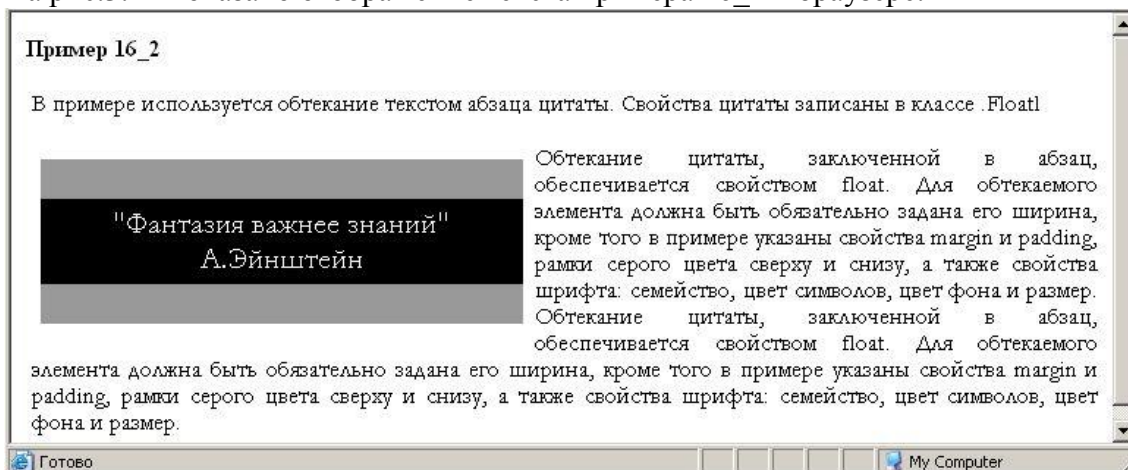 Пример 16_2
В примере используется обтекание текстом абзаца цитаты. Свойства цитаты записаны в классе .Floatl
"Фантазия важнее знаний"
А.Эйнштейн
Обтекание цитаты, заключенной в абзац,
обеспечивается свойством float. Для обтекаемого
элемента должна быть обязательно задана его ширина,
кроме того в примере указаны свойства margin и padding,
рамки серого цвета сверху и снизу, а также свойства
шрифта: семейство, цвет символов, цвет фона и размер.
Обтекание цитаты, заключенной в абзац,
обеспечивается свойством float. Для обтекаемого
элемента должна быть обязательно задана его ширина, кроме того в примере указаны свойства margin и
padding, рамки серого цвета сверху и снизу, а также свойства шрифта: семейство, цвет символов, цвет
фона и размер.
Готово
My Computer